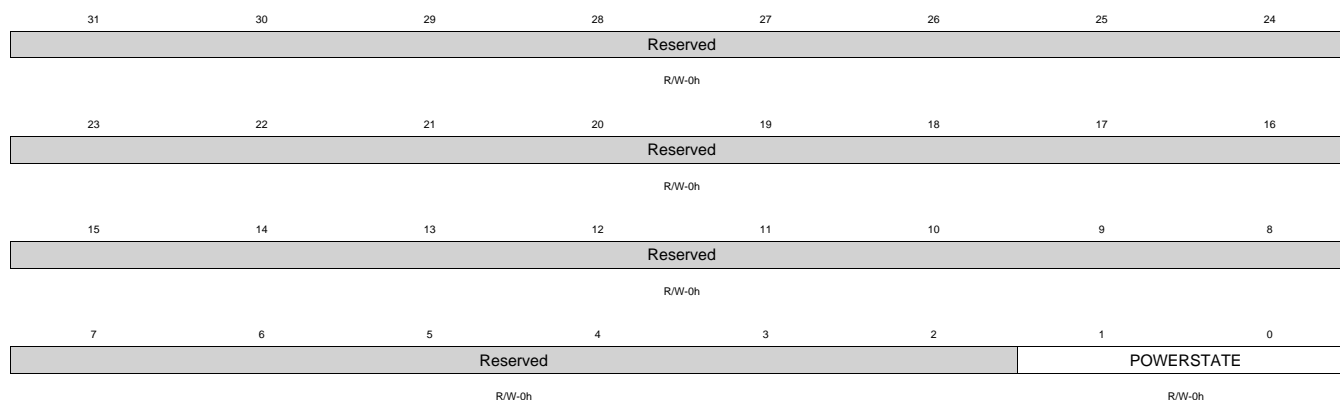 31 30 29 28 27 26 25 24
Reserved
R/W-0h
23 22 21 20 19 18 17 16
Reserved
R/W-0h
15 14 13 12 11 10 9 8
Reserved
R/W-0h
7 6 5 4 3 2 1 0
Reserved POWERSTATE
R/W-0h R/W-0h